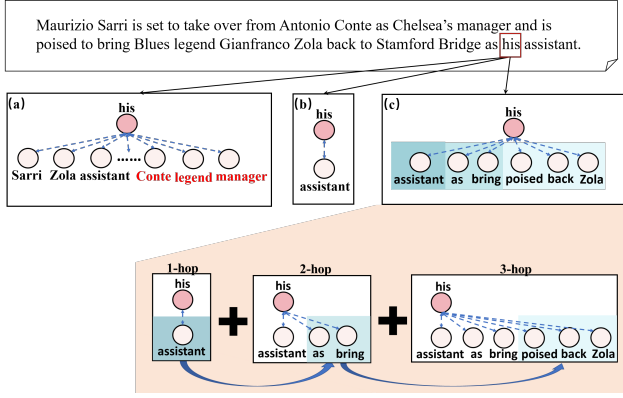 Maurizio Sarri is set to take over from Antonio Conte as Chelsea's manager and is
poised to bring Blues legend Gianfranco Zola back to Stamford Bridge as his assistant.
(a)
his
Sarri Zola assistant ...... Conte legend manager
(b)
his
assistant
(c)
his
assistant as bring poised back Zola
1-hop
his
assistant
2-hop
his
assistant as bring
3-hop
his
assistant as bring poised back Zola